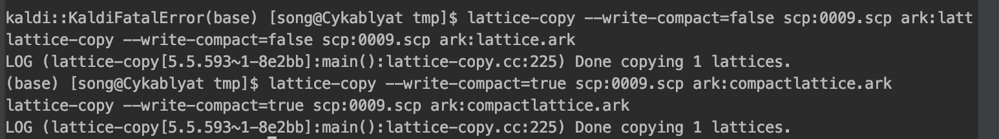 kaldi::KaldiFatalError(base) [song@Cykablyat tmp]$ lattice-copy --write-compact=false scp:0009.scp ark:latt
lattice-copy --write-compact=false scp:0009.scp ark:lattice.ark
LOG (lattice-copy[5.5.593~1-8e2bb]:main():lattice-copy.cc:225) Done copying 1 lattices.
(base) [song@Cykablyat tmp]$ lattice-copy --write-compact=true scp:0009.scp ark:compactlattice.ark
lattice-copy --write-compact=true scp:0009.scp ark:compactlattice.ark
LOG (lattice-copy[5.5.593~1-8e2bb]:main():lattice-copy.cc:225) Done copying 1 lattices.